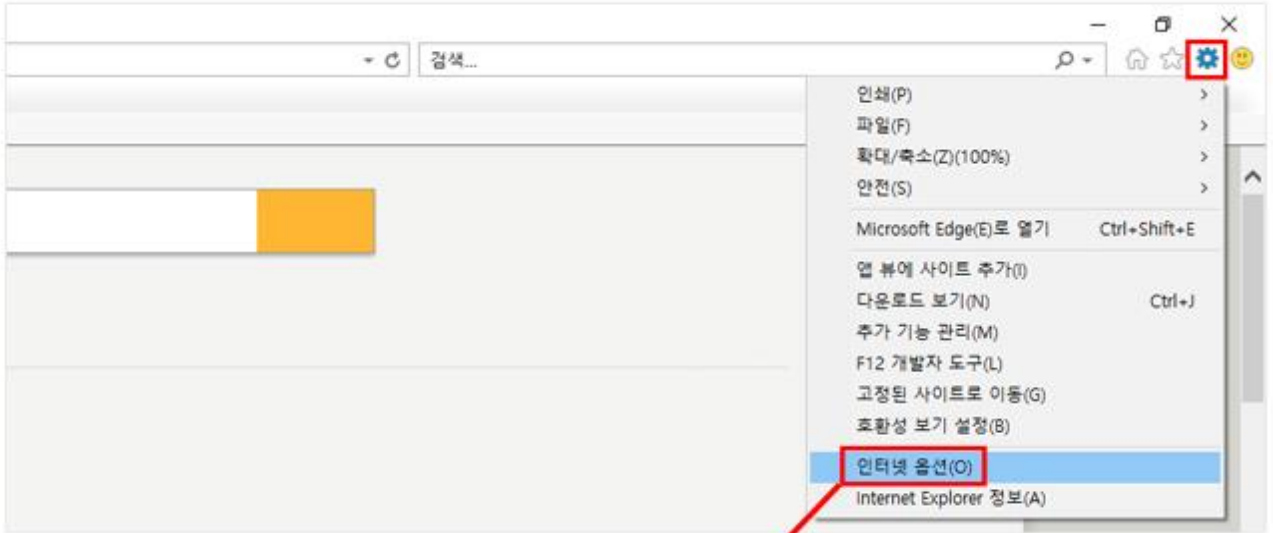 검색...
인쇄(P)
파일(F)
확대/축소(Z)(100%)
안전(S)
Microsoft Edge(E)로 열기 Ctrl+Shift+E
앱 뷰에 사이트 추가(I)
다운로드 보기(N) Ctrl+J
추가 기능 관리(M)
F12 개발자 도구(L)
고정된 사이트로 이동(G)
호환성 보기 설정(B)
인터넷 옵션(O)
Internet Explorer 정보(A)